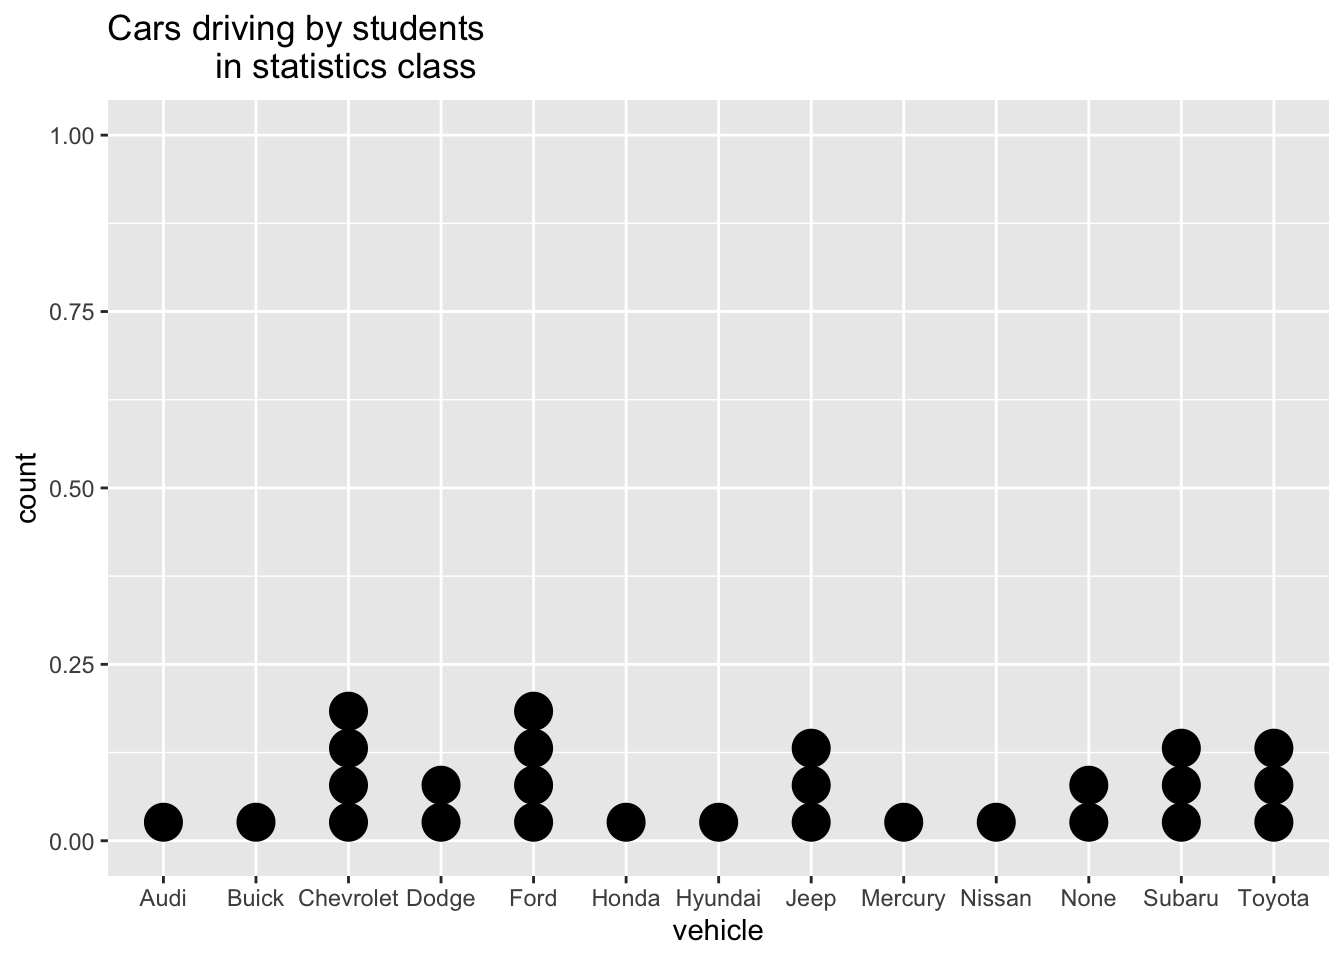 Cars driving by students
in statistics class
1.00
0.75
0.50
0.25
0.00
count
Audi Buick Chevrolet Dodge Ford Honda Hyundai Jeep Mercury Nissan None Subaru Toyota
vehicle